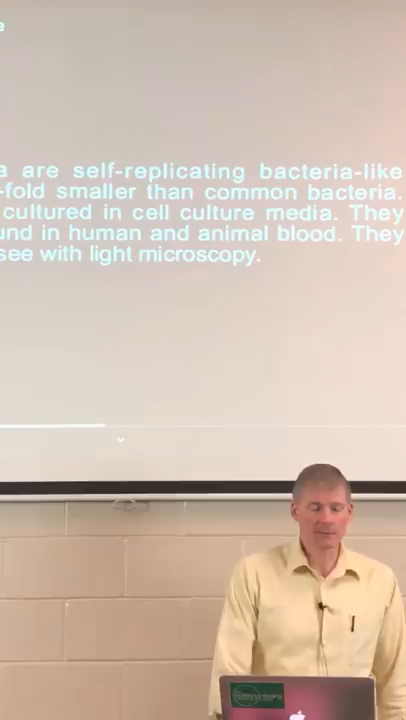 e
a are self-replicating bacteria-like
-fold smaller than common bacteria.
cultured in cell culture media. They
und in human and animal blood. They
see with light microscopy.